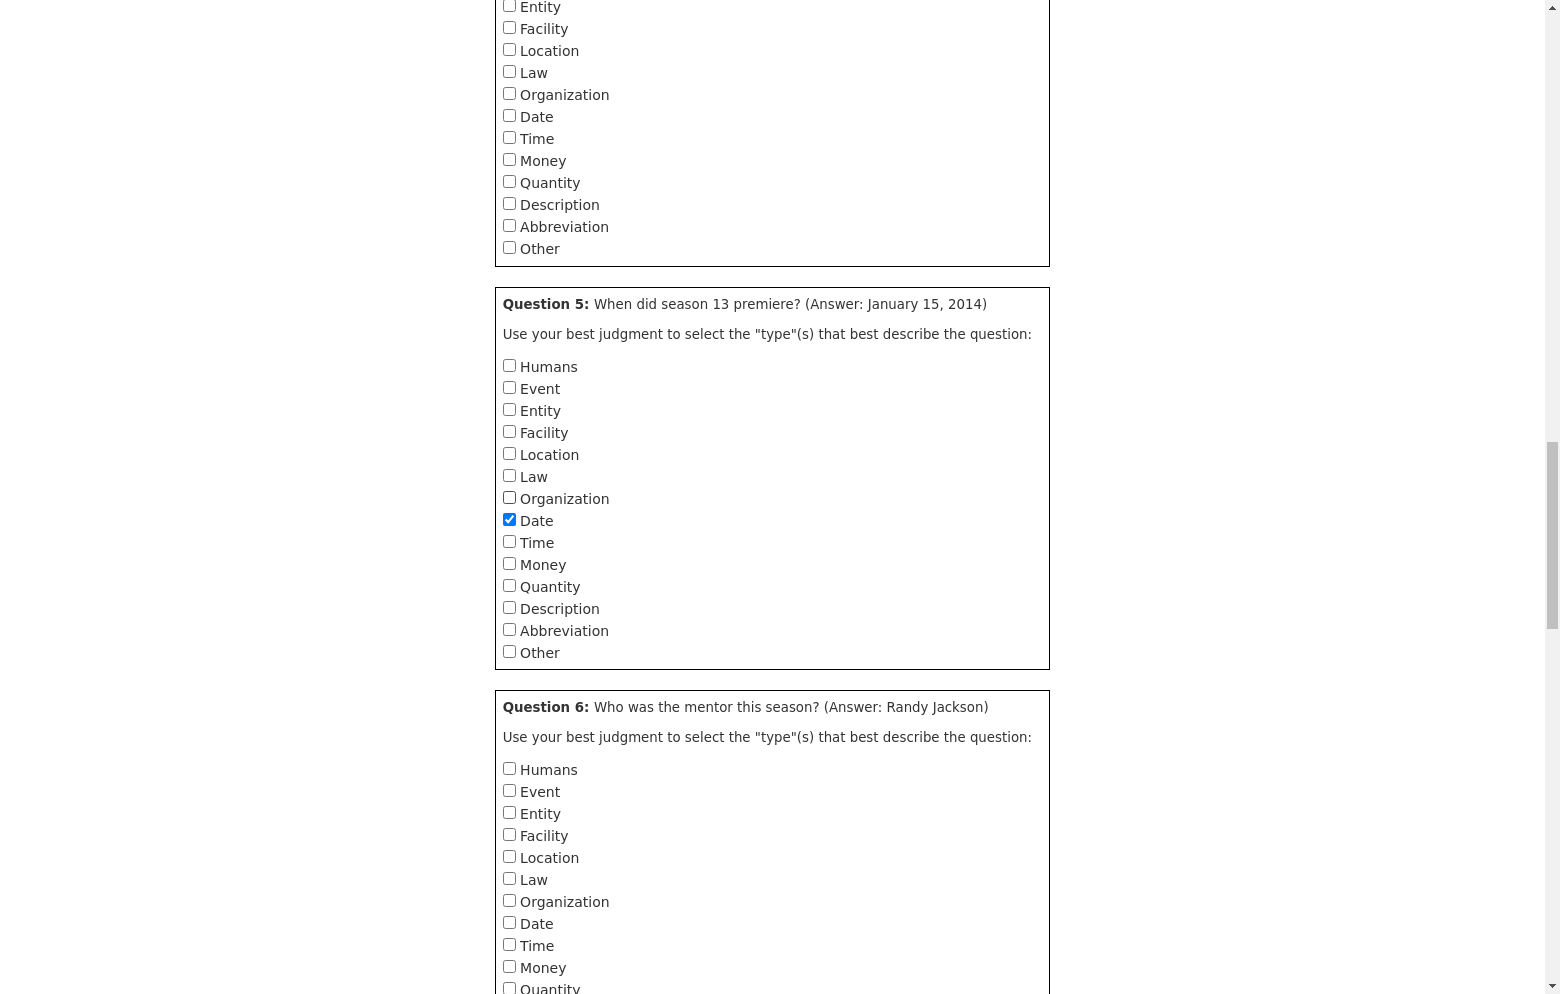 Entity
Facility
Location
Law
Organization
Date
Time
Money
Quantity
Description
Abbreviation
Other
Question 5: When did season 13 premiere? (Answer: January 15, 2014)
Use your best judgment to select the "type"(s) that best describe the question:
Humans
Event
Entity
Facility
Location
Law
Organization
Date
Time
Money
Quantity
Description
Abbreviation
Other
Question 6: Who was the mentor this season? (Answer: Randy Jackson)
Use your best judgment to select the "type"(s) that best describe the question:
Humans
Event
Entity
Facility
Location
Law
Organization
Date
Time
Money
Quantity